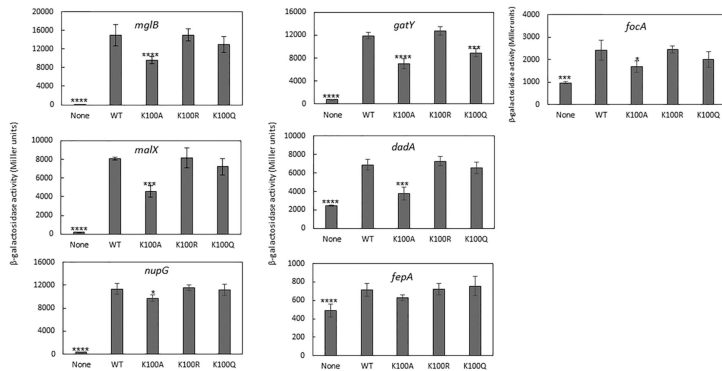 mglB
20000
16000
12000
8000
4000
0
****
****
None
WT
K100A
K100R
K100Q
gatY
16000
12000
8000
4000
0
****
****
***
None
WT
K100A
K100R
K100Q
focA
β-galactosidase activity (Miller units)
4000
3000
2000
1000
0
***
*
None
WT
K100A
K100R
K100Q
β-galactosidase activity (Miller units)
malX
10000
8000
6000
4000
2000
0
****
***
None
WT
K100A
K100R
K100Q
β-galactosidase activity (Miller units)
dadA
10000
8000
6000
4000
2000
0
****
***
None
WT
K100A
K100R
K100Q
nupG
16000
12000
8000
4000
0
****
*
None
WT
K100A
K100R
K100Q
fepA
1000
800
600
400
200
0
****
None
WT
K100A
K100R
K100Q